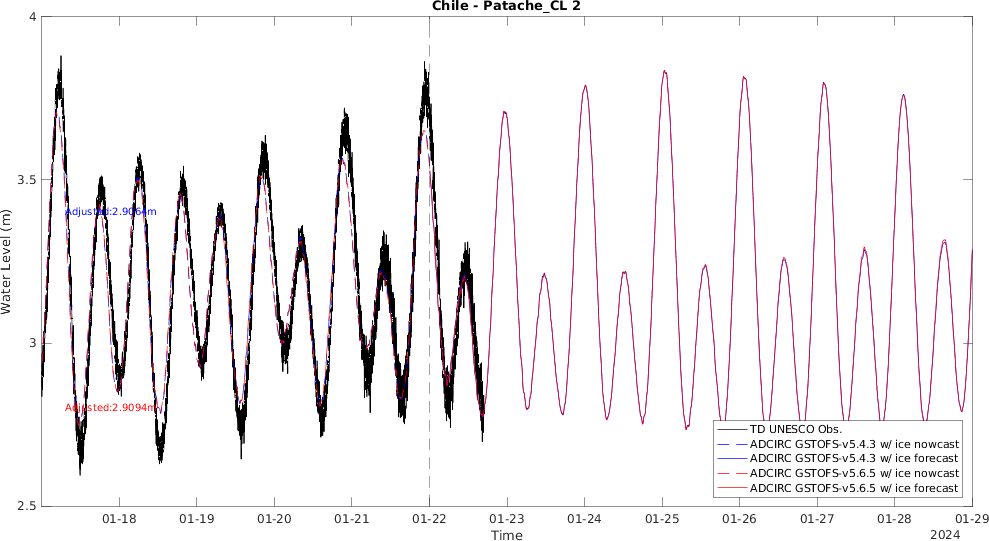 Chile - Patache_CL 2
4
3.5
3
2.5
Water Level (m)
Adjusted:2.9064m
Adjusted:2.9094m
TD UNESCO Obs.
ADCIRC GSTOFS-v5.4.3 w/ ice nowcast
ADCIRC GSTOFS-v5.4.3 w/ ice forecast
ADCIRC GSTOFS-v5.6.5 w/ ice nowcast
ADCIRC GSTOFS-v5.6.5 w/ ice forecast
01-18 01-19 01-20 01-21 01-22 01-23 01-24 01-25 01-26 01-27 01-28 01-29
Time
2024